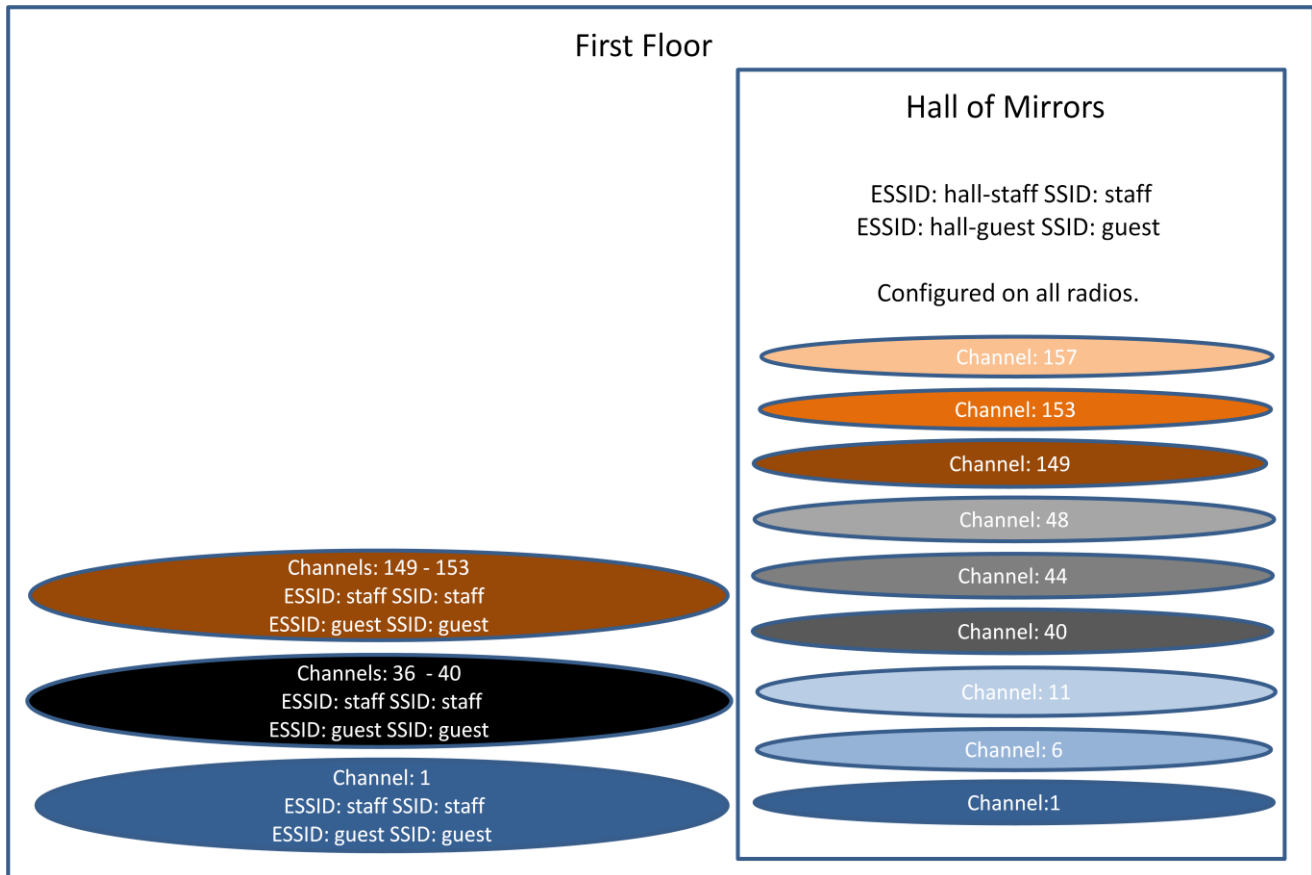 First Floor
Hall of Mirrors
ESSID: hall-staff SSID: staff
ESSID: hall-guest SSID: guest
Configured on all radios.
Channel: 157
Channel: 153
Channel: 149
Channel: 48
Channel: 44
Channel: 40
Channel: 11
Channel: 6
Channel:1
Channels: 149 - 153
ESSID: staff SSID: staff
ESSID: guest SSID: guest
Channels: 36  - 40
ESSID: staff SSID: staff
ESSID: guest SSID: guest
Channel: 1
ESSID: staff SSID: staff
ESSID: guest SSID: guest